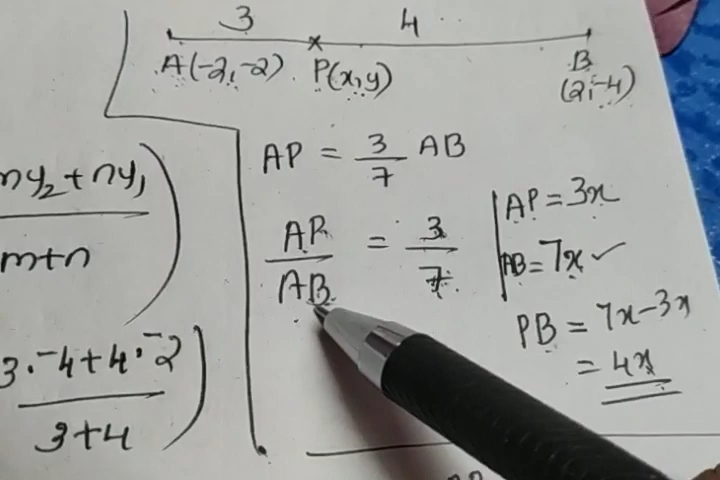 3 4
A(-2,-2) P(x,y) B
(2,-4)
AP = 3/7 AB
my₂+ny₁
m+n
AP/AB = 3/7
AP = 3x
AB = 7x ✓
PB = 7x-3x
= 4x
3·-4+4·-2
3+4